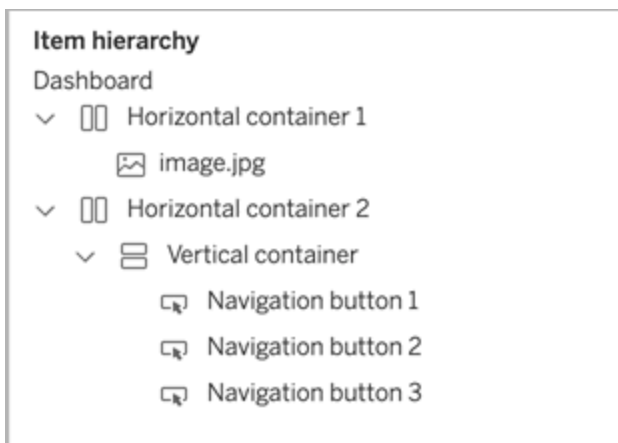 Item hierarchy
Dashboard
Horizontal container 1
image.jpg
Horizontal container 2
Vertical container
Navigation button 1
Navigation button 2
Navigation button 3